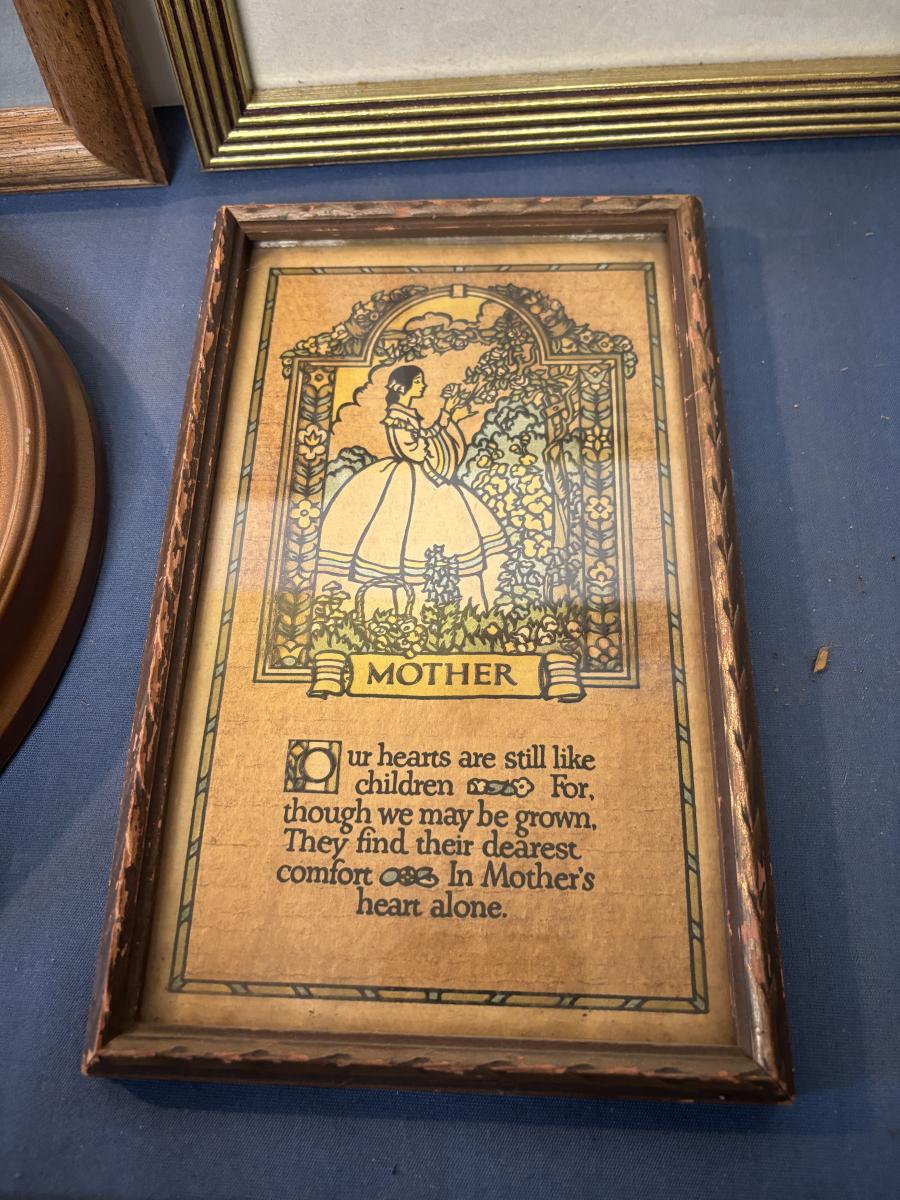 MOTHER
Our hearts are still like
children For,
though we may be grown,
They find their dearest
comfort In Mother's
heart alone.